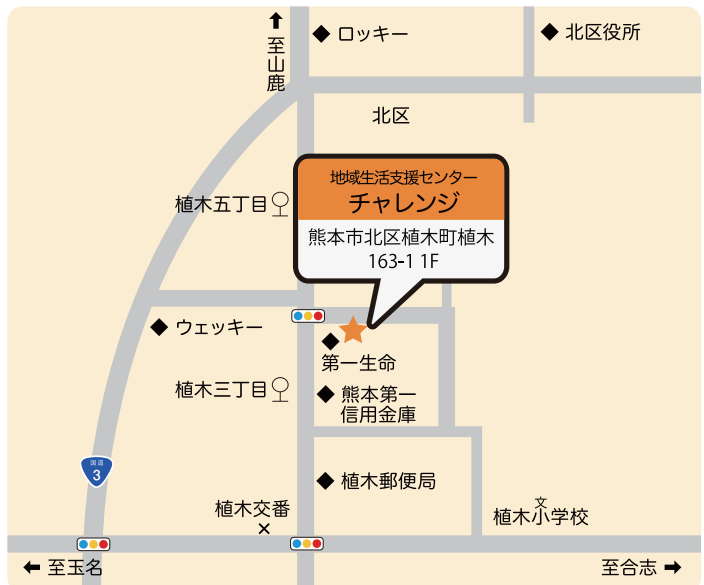 至山鹿
ロッキー
北区役所
北区
地域生活支援センター
チャレンジ
熊本市北区植木町植木
163-1 1F
植木五丁目
ウェッキー
第一生命
植木三丁目
熊本第一
信用金庫
国道
3
植木郵便局
植木交番
文
植木小学校
至玉名
至合志